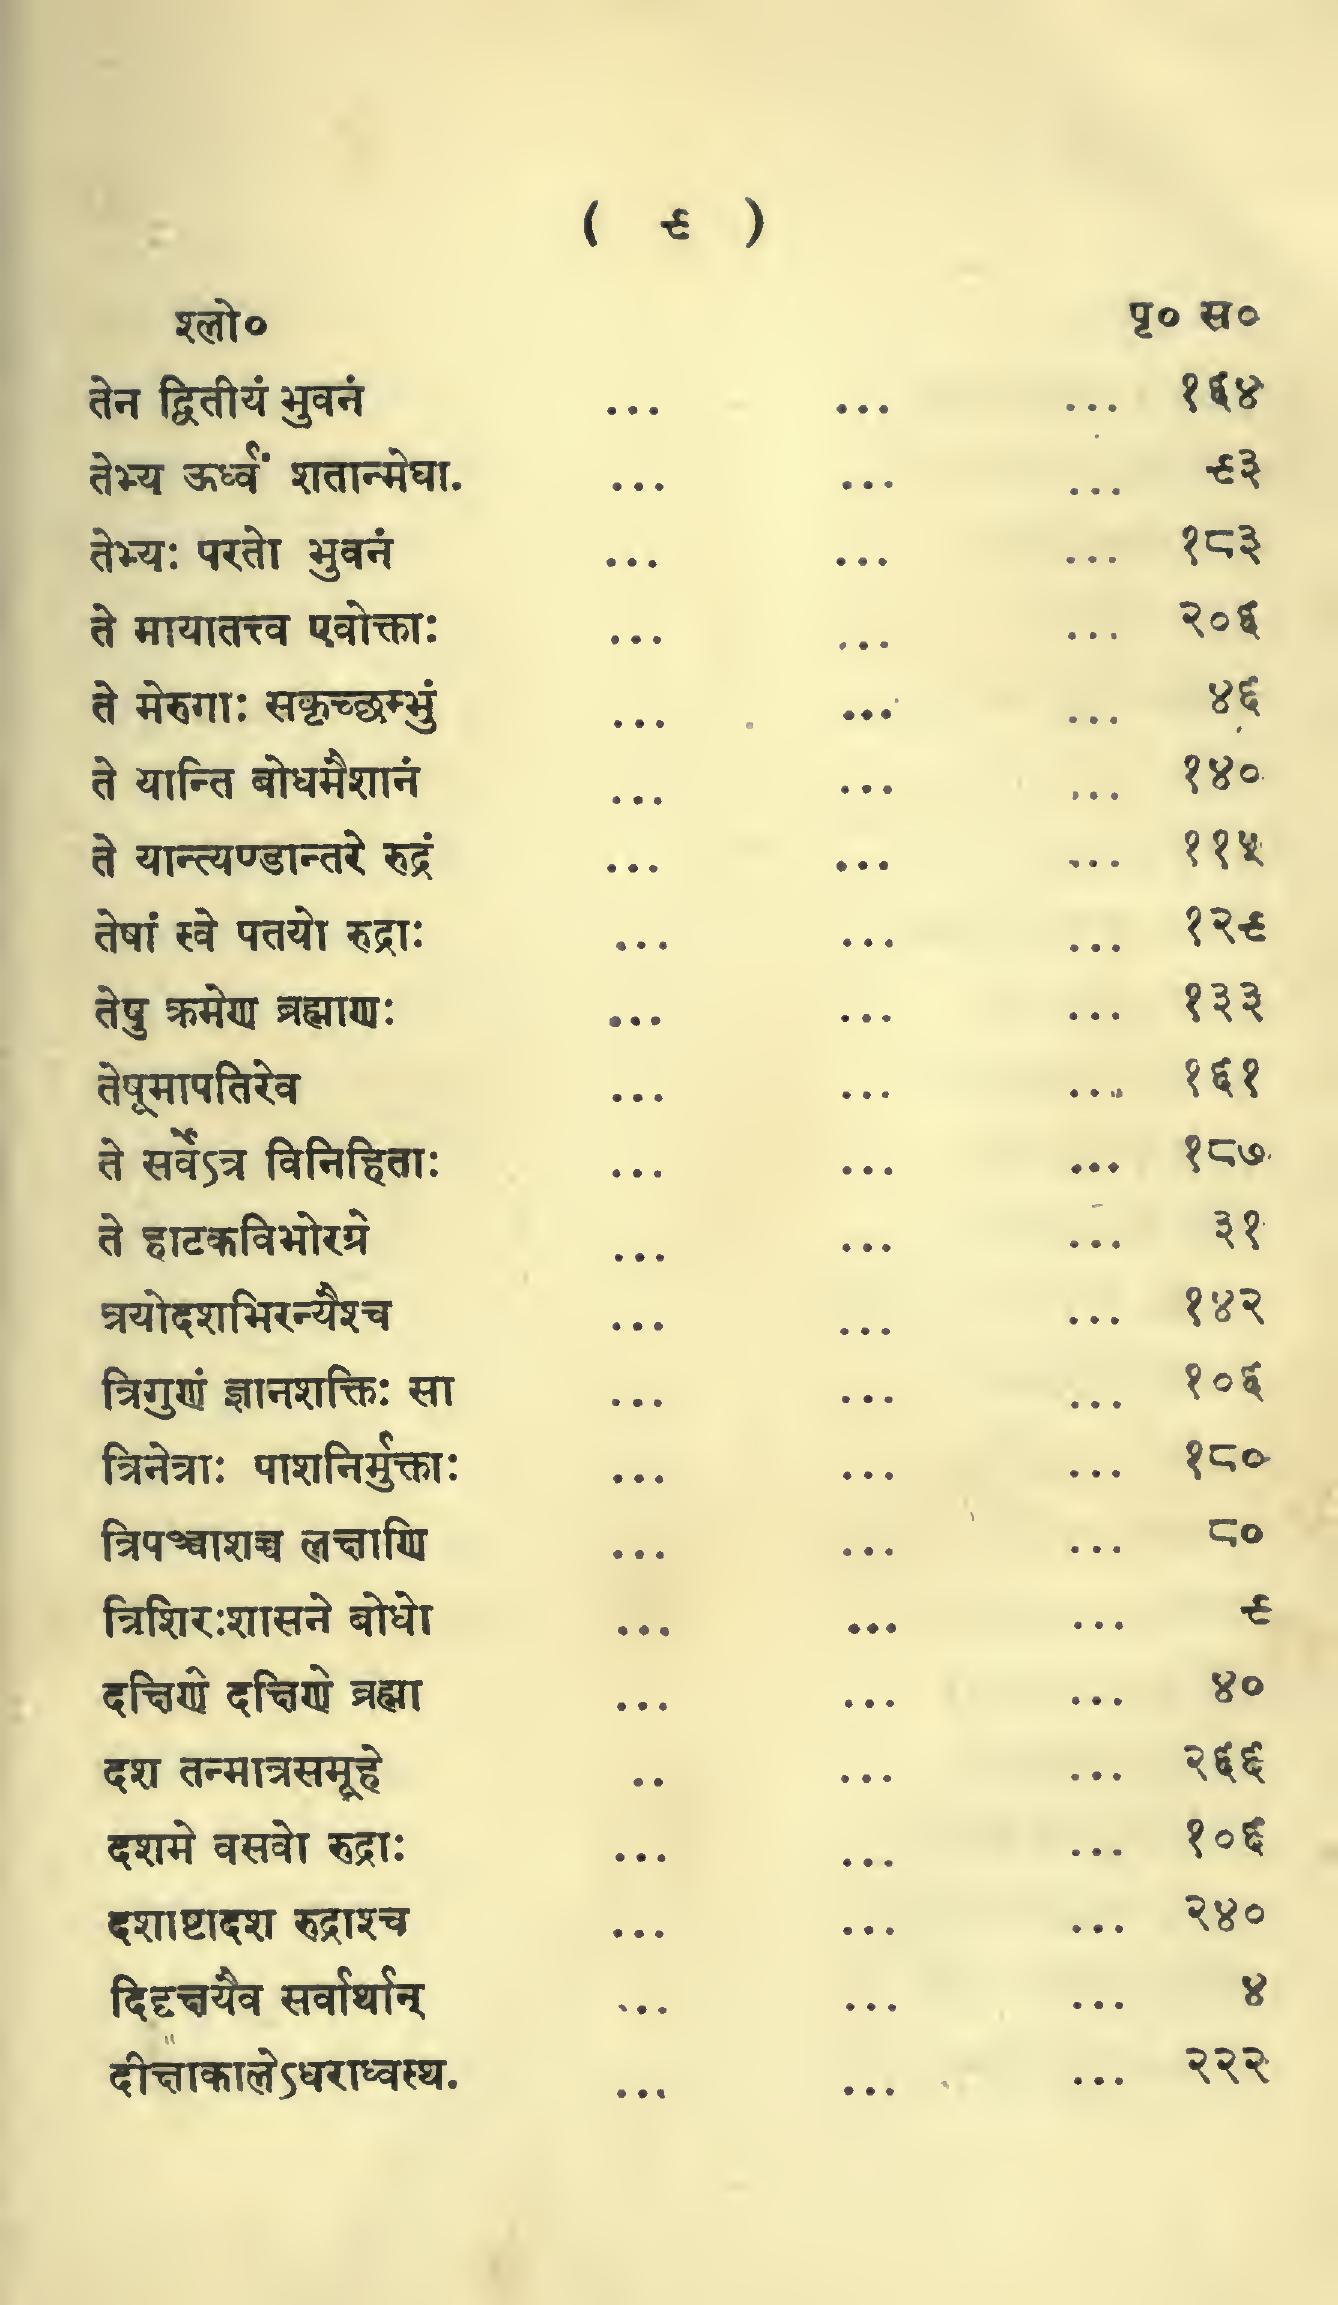 ( ९ )
श्लो० पृ० स०
तेन द्वितीयं भुवनं ... ... ... १६४
तेभ्य ऊर्ध्वं शतान्मेघा. ... ... ... ९३
तेभ्यः परतो भुवनं ... ... ... १८३
ते मायातत्त्व एवोक्ताः ... ... ... २०६
ते मेरुगाः सकृच्छम्भुं ... ... ... ४६
ते यान्ति बोधमैशानं ... ... ... १४०
ते यान्त्यण्डान्तरे रुद्रं ... ... ... ११५
तेषां स्वे पतयो रुद्राः ... ... ... १२९
तेषु क्रमेण ब्रह्माणः ... ... ... १३३
तेषूमापतिरेव ... ... ... १६१
ते सर्वेऽत्र विनिहिताः ... ... ... १८७
ते हाटकविभोरग्रे ... ... ... ३१
त्रयोदशभिरन्यैश्च ... ... ... १४२
त्रिगुणं ज्ञानशक्तिः सा ... ... ... १०६
त्रिनेत्राः पाशनिर्मुक्ताः ... ... ... १८०
त्रिपञ्चाशच्च लक्षाणि ... ... ... ८०
त्रिशिरःशासने बोधो ... ... ... ९
दक्षिणे दक्षिणे ब्रह्मा ... ... ... ४०
दश तन्मात्रसमूहे .. ... ... २६६
दशमे वसवो रुद्राः ... ... ... १०६
दशाष्टादश रुद्राश्च ... ... ... २४०
दिदृक्षयैव सर्वार्थान् ... ... ... ४
दीक्षाकालेऽधराध्वस्थ. ... ... ... २२२